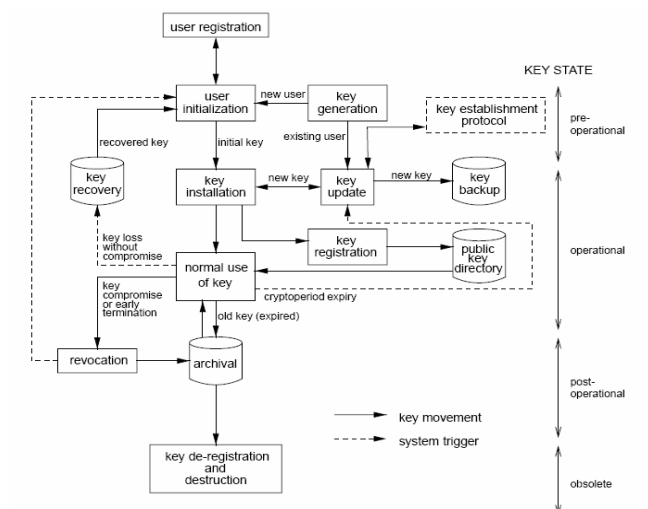 user registration
KEY STATE
user
initialization
new user
key
generation
key establishment
protocol
pre-
operational
existing user
recovered key
initial key
key
recovery
key
installation
new key
key
update
new key
key
backup
key loss
without
compromise
key
registration
public
key
directory
operational
normal use
of key
cryptoperiod expiry
key
compromise
or early
termination
old key (expired)
revocation
archival
post-
operational
key movement
system trigger
key de-registration
and
destruction
obsolete